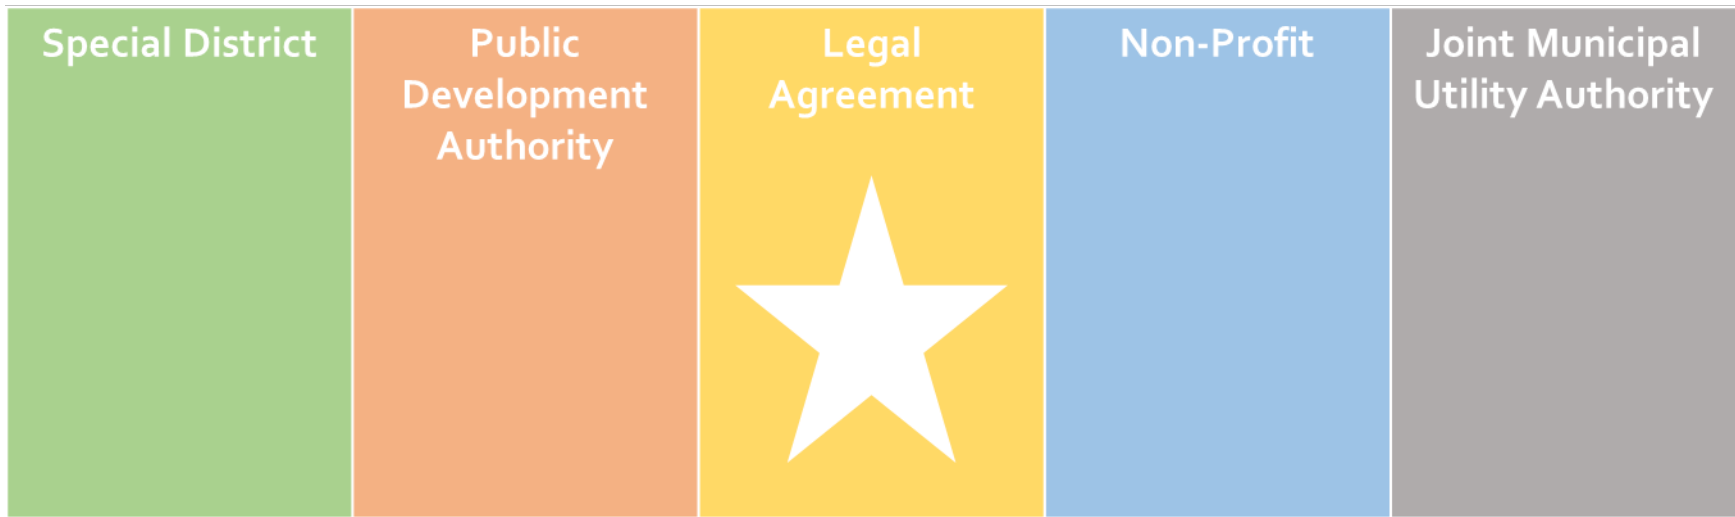 Special District
Public
Development
Authority
Legal
Agreement
Non-Profit
Joint Municipal
Utility Authority